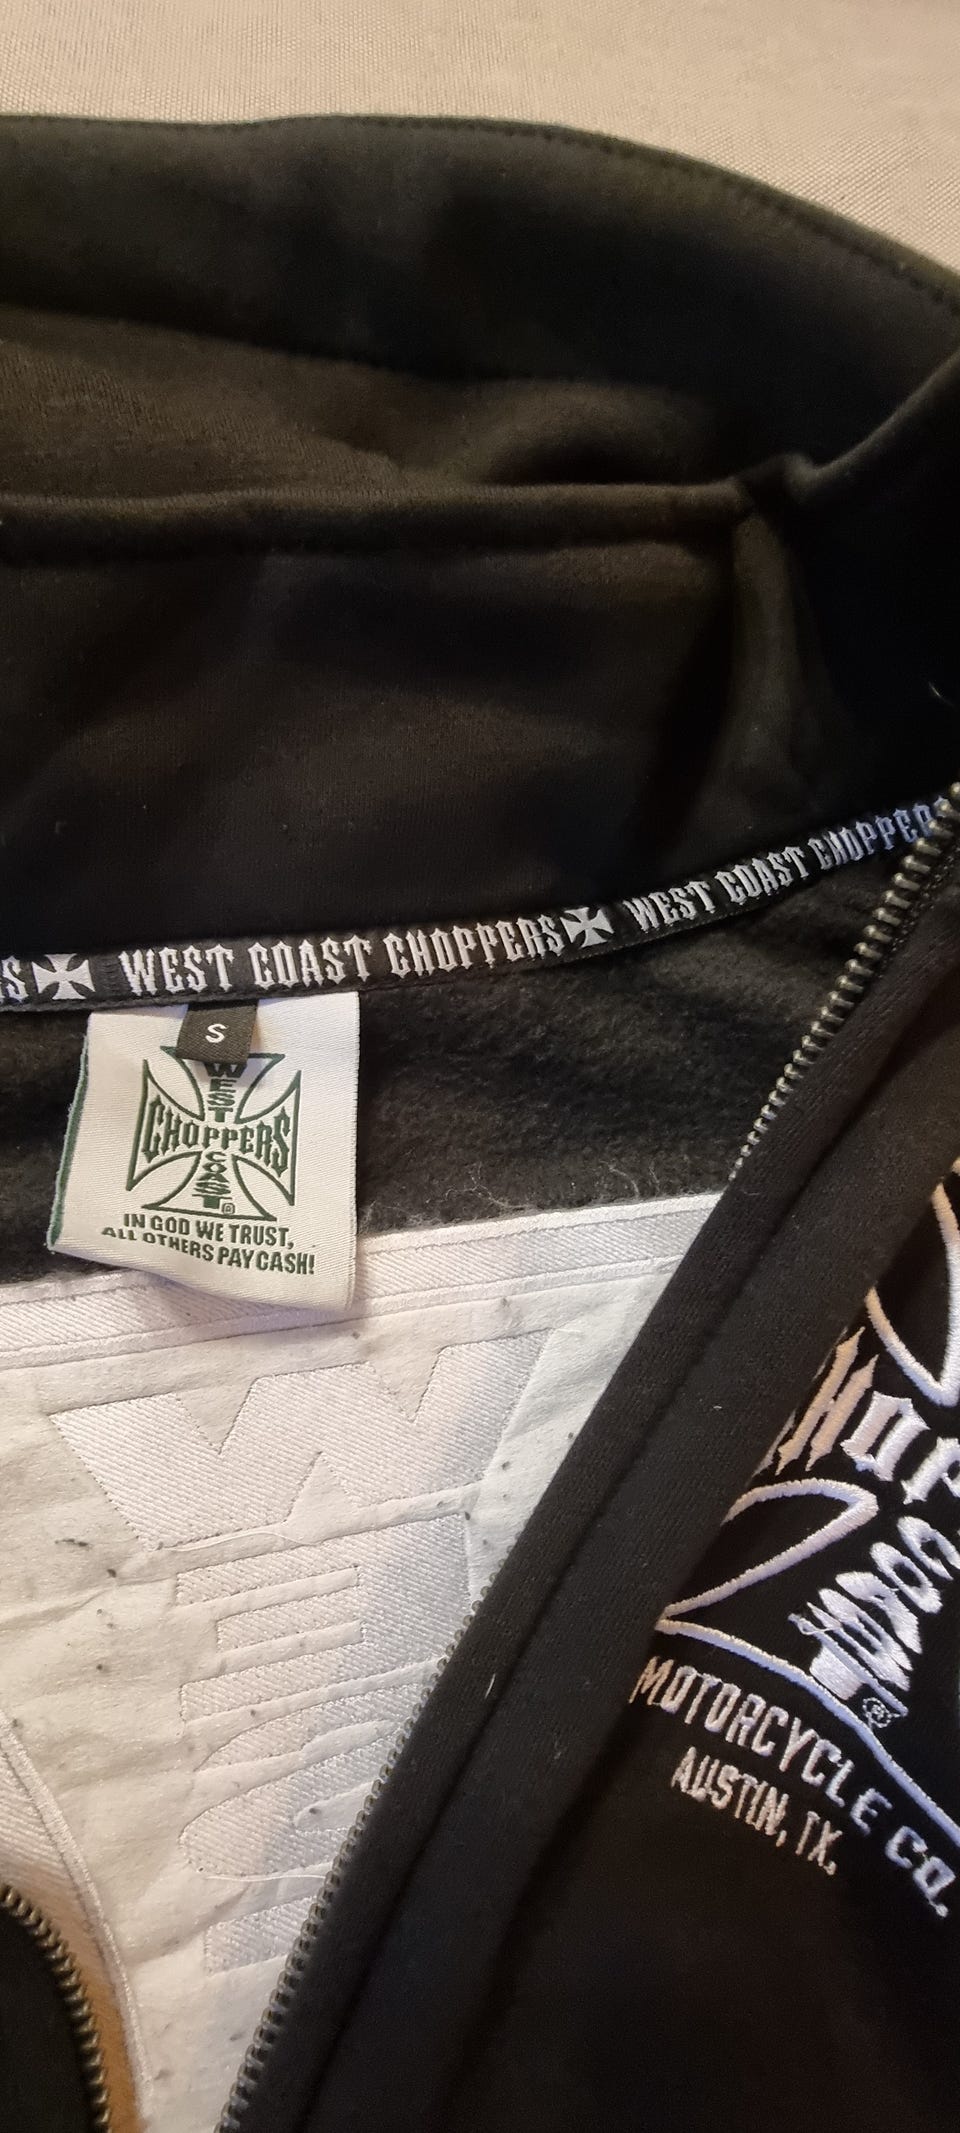 WEST COAST CHOPPERS WEST COAST CHOPPERS
S
WEST
CHOPPERS
COAST
®
IN GOD WE TRUST,
ALL OTHERS PAY CASH!
®
MOTORCYCLE CO.
AUSTIN, TX.